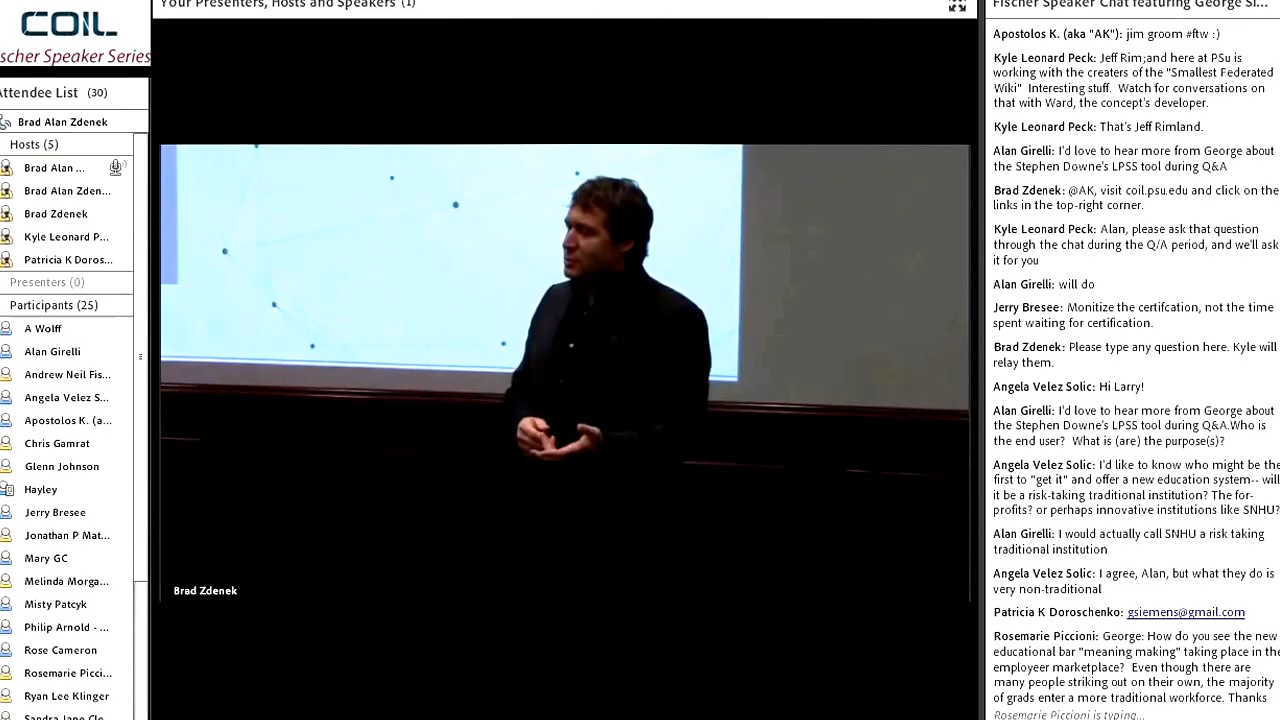 COIL
scher Speaker Series
Attendee List (30)
Brad Alan Zdenek
Hosts (5)
Brad Alan ...
Brad Alan Zden...
Brad Zdenek
Kyle Leonard P...
Patricia K Doros...
Presenters (0)
Participants (25)
A Wolff
Alan Girelli
Andrew Neil Fis...
Angela Velez S...
Apostolos K. (a...
Chris Gamrat
Glenn Johnson
Hayley
Jerry Bresee
Jonathan P Mat...
Mary GC
Melinda Morga...
Misty Patcyk
Philip Arnold - ...
Rose Cameron
Rosemarie Picci...
Ryan Lee Klinger
Sandra Jane Cle...
Your Presenters, Hosts and Speakers (1)
Brad Zdenek
Fischer Speaker Chat featuring George Si...
Apostolos K. (aka "AK"): jim groom #ftw :)
Kyle Leonard Peck: Jeff Rim;and here at PSu is
working with the creators of the "Smallest Federated
Wiki" Interesting stuff. Watch for conversations on
that with Ward, the concept's developer.
Kyle Leonard Peck: That's Jeff Rimland.
Alan Girelli: I'd love to hear more from George about
the Stephen Downe's LPSS tool during Q&A
Brad Zdenek: @AK, visit coil.psu.edu and click on the
links in the top-right corner.
Kyle Leonard Peck: Alan, please ask that question
through the chat during the Q/A period, and we'll ask
it for you
Alan Girelli: will do
Jerry Bresee: Monitize the certifcation, not the time
spent waiting for certification.
Brad Zdenek: Please type any question here. Kyle will
relay them.
Angela Velez Solic: Hi Larry!
Alan Girelli: I'd love to hear more from George about
the Stephen Downe's LPSS tool during Q&A.Who is
the end user? What is (are) the purpose(s)?
Angela Velez Solic: I'd like to know who might be the
first to "get it" and offer a new education system-- will
it be a risk-taking traditional institution? The for-
profits? or perhaps innovative institutions like SNHU?
Alan Girelli: I would actually call SNHU a risk taking
traditional institution
Angela Velez Solic: I agree, Alan, but what they do is
very non-traditional
Patricia K Doroschenko: gsiemens@gmail.com
Rosemarie Piccioni: George: How do you see the new
educational bar "meaning making" taking place in the
employeer marketplace? Even though there are
many people striking out on their own, the majority
of grads enter a more traditional workforce. Thanks
Rosemarie Piccioni is typing...